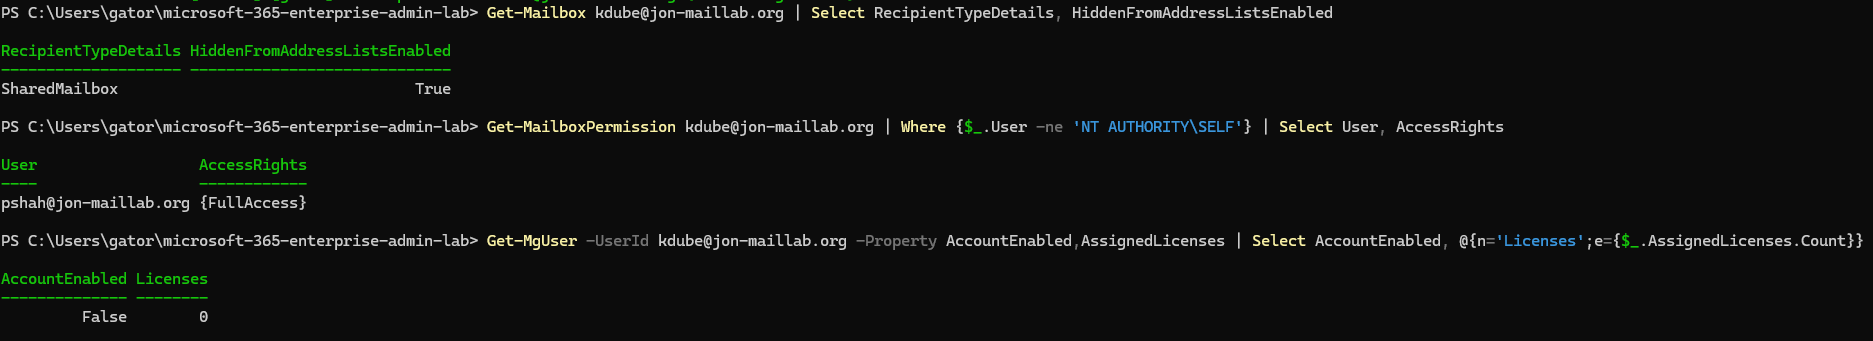 PS C:\Users\gator\microsoft-365-enterprise-admin-lab> Get-Mailbox kdube@jon-maillab.org | Select RecipientTypeDetails, HiddenFromAddressListsEnabled
RecipientTypeDetails HiddenFromAddressListsEnabled
-------------------- -----------------------------
SharedMailbox                                 True
PS C:\Users\gator\microsoft-365-enterprise-admin-lab> Get-MailboxPermission kdube@jon-maillab.org | Where {$_.User -ne 'NT AUTHORITY\SELF'} | Select User, AccessRights
User                  AccessRights
----                  ------------
pshah@jon-maillab.org {FullAccess}
PS C:\Users\gator\microsoft-365-enterprise-admin-lab> Get-MgUser -UserId kdube@jon-maillab.org -Property AccountEnabled,AssignedLicenses | Select AccountEnabled, @{n='Licenses';e={$_.AssignedLicenses.Count}}
AccountEnabled Licenses
-------------- --------
         False        0